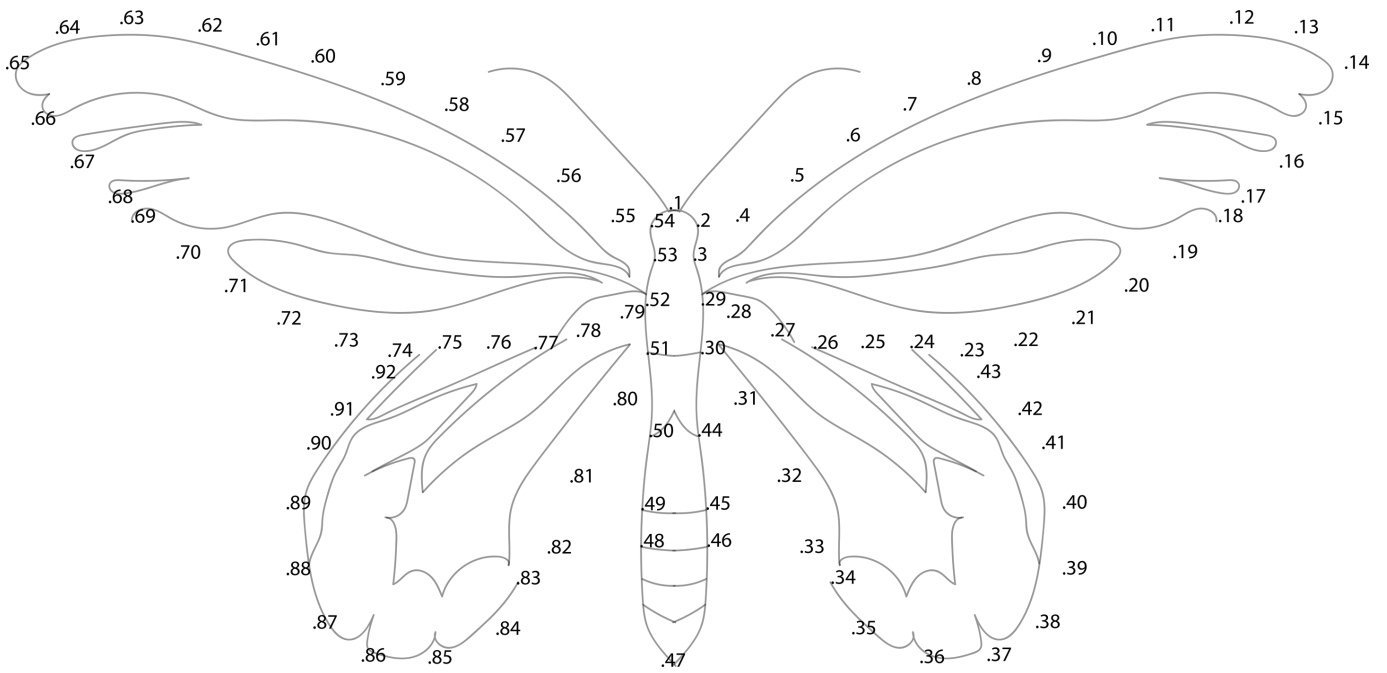 .64 .63 .62 .61 .60 .59 .58 .57 .56 .55 .54 .1 .2 .4 .5 .6 .7 .8 .9 .10 .11 .12 .13 .14
.65
.66 .15
.67 .16
.68 .17
.69 .18
.70 .53 .3 .19
.71 .52 .29 .20
.72 .79 .28 .21
.73 .74 .75 .76 .77 .78 .51 .30 .27 .26 .25 .24 .23 .22
.92 .43
.91 .80 .31 .42
.90 .50 .44 .41
.81 .32
.89 .49 .45 .40
.82 .48 .46 .33
.88 .83 .34 .39
.87 .84 .35 .38
.86 .85 .47 .36 .37